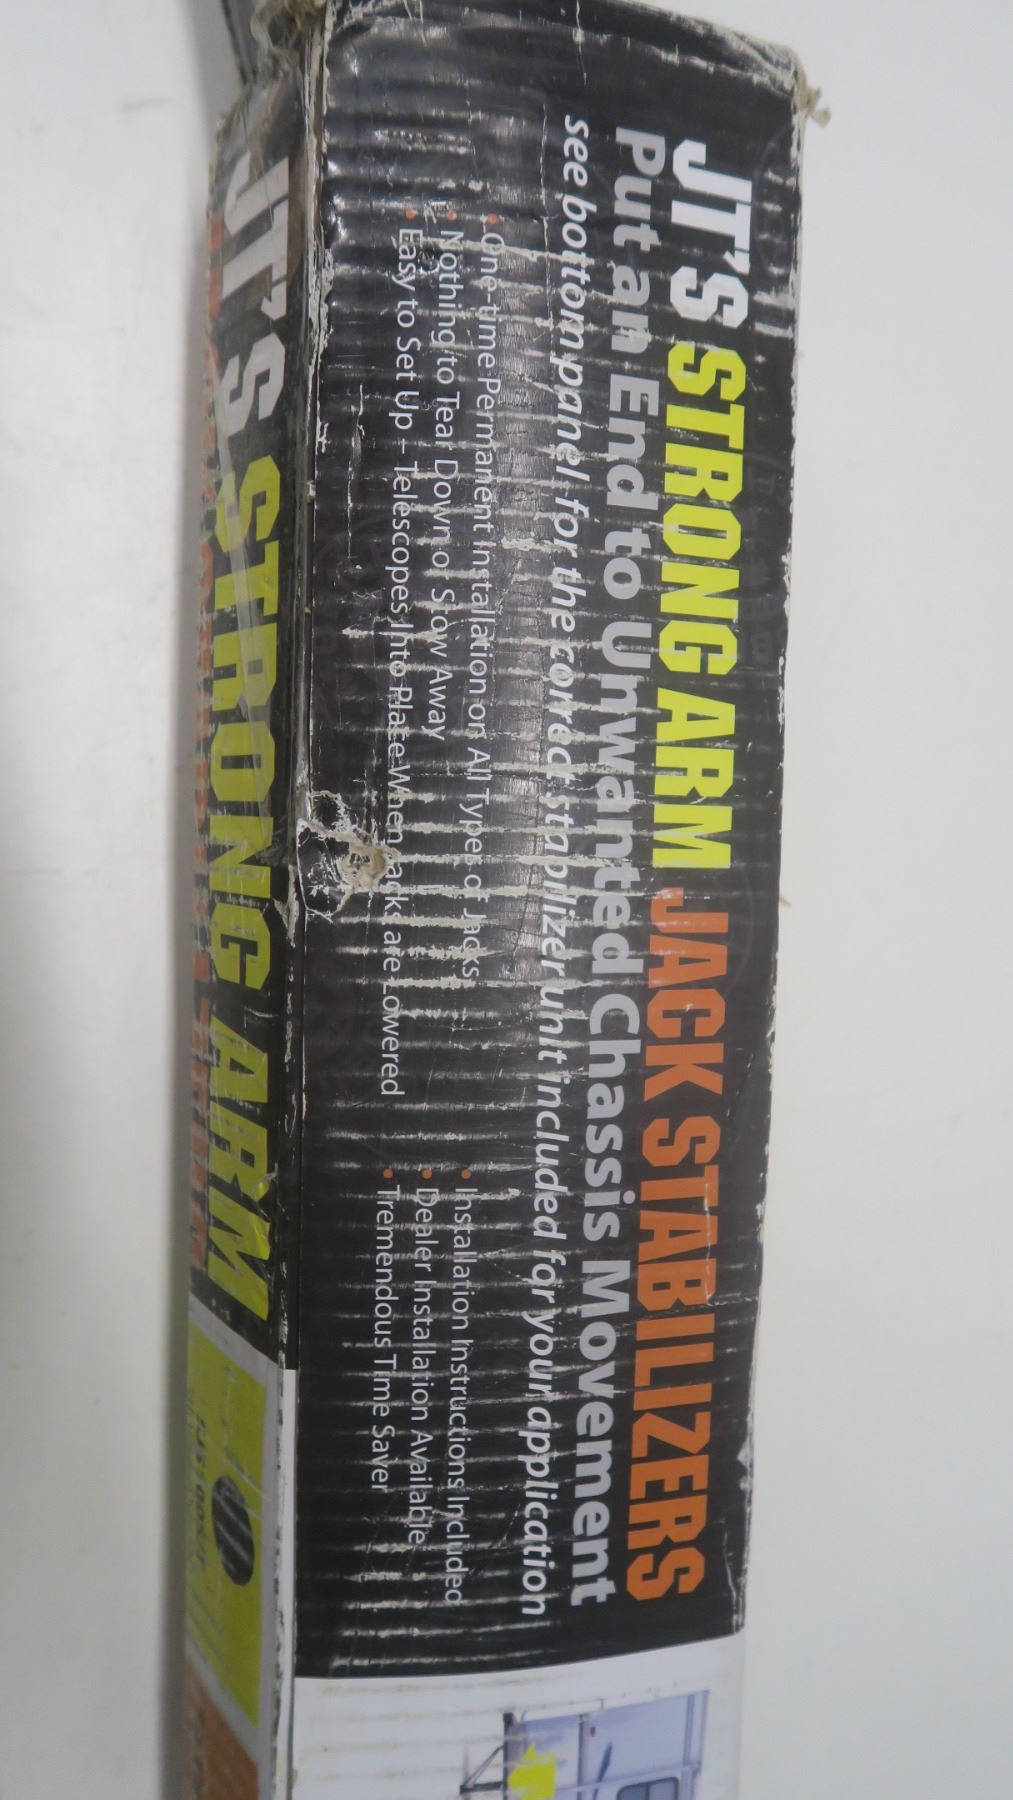 JT'S STRONG ARM JACK STABILIZERS
Put an End to Unwanted Chassis Movement
see bottom panel for the correct stabilizer unit included for your application
• One-time Permanent Installation on All Types of Jacks
• Nothing to Tear Down or Stow Away
• Easy to Set Up – Telescopes Into Place When Jacks are Lowered
• Installation Instructions Included
• Dealer Installation Available
• Tremendous Time Saver
JT'S STRONG ARM